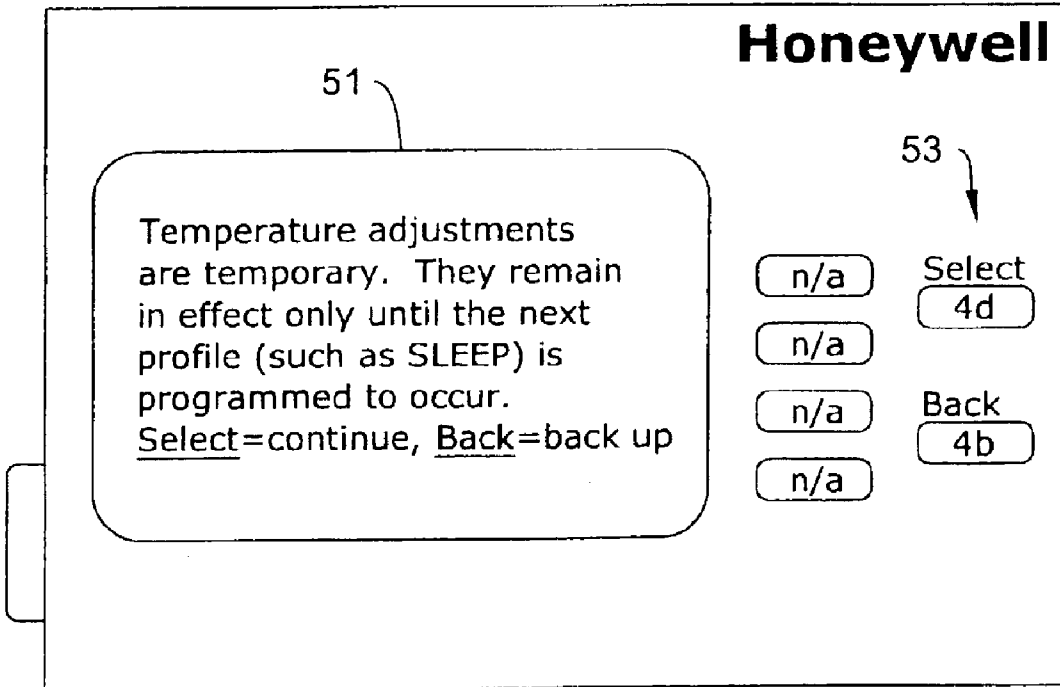 Honeywell
51
53
Temperature adjustments
are temporary. They remain
in effect only until the next
profile (such as SLEEP) is
programmed to occur.
Select=continue, Back=back up
n/a
n/a
n/a
n/a
Select
4d
Back
4b